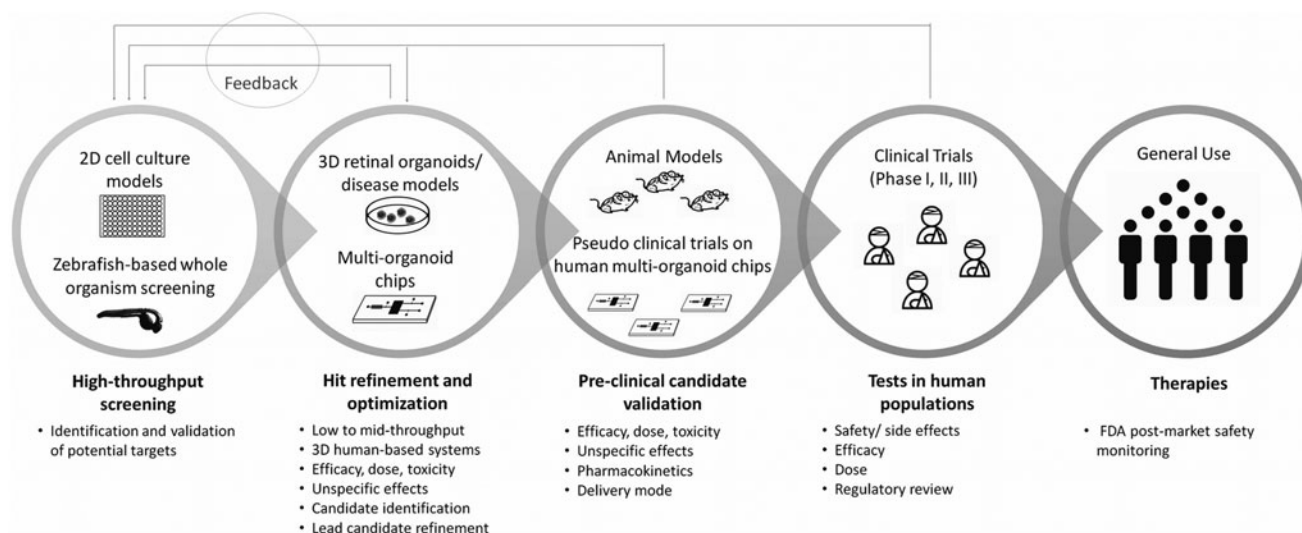 Feedback
2D cell culture
models
Zebrafish-based whole
organism screening
3D retinal organoids/
disease models
Multi-organoid
chips
Animal Models
Pseudo clinical trials on
human multi-organoid chips
Clinical Trials
(Phase I, II, III)
General Use
High-throughput
screening
• Identification and validation
of potential targets
Hit refinement and
optimization
• Low to mid-throughput
• 3D human-based systems
• Efficacy, dose, toxicity
• Unspecific effects
• Candidate identification
• Lead candidate refinement
Pre-clinical candidate
validation
• Efficacy, dose, toxicity
• Unspecific effects
• Pharmacokinetics
• Delivery mode
Tests in human
populations
• Safety/ side effects
• Efficacy
• Dose
• Regulatory review
Therapies
• FDA post-market safety
monitoring